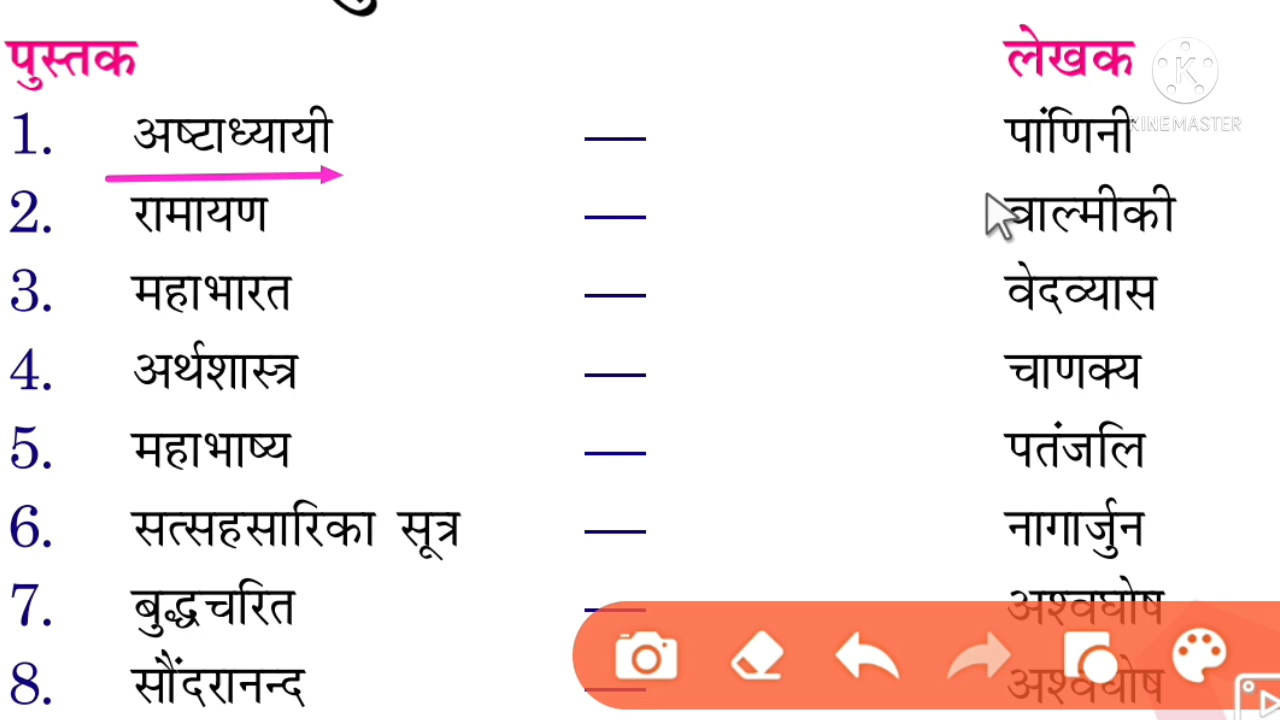 पुस्तक लेखक
KINEMASTER
1. अष्टाध्यायी — पांणिनी
2. रामायण — वाल्मीकी
3. महाभारत — वेदव्यास
4. अर्थशास्त्र — चाणक्य
5. महाभाष्य — पतंजलि
6. सत्सहसारिका सूत्र — नागार्जुन
7. बुद्धचरित — अश्वघोष
8. सौंदरानन्द — अश्वघोष